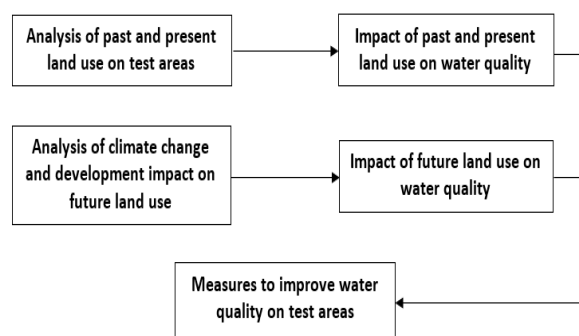 Analysis of past and present
land use on test areas
Impact of past and present
land use on water quality
Analysis of climate change
and development impact on
future land use
Impact of future land use on
water quality
Measures to improve water
quality on test areas